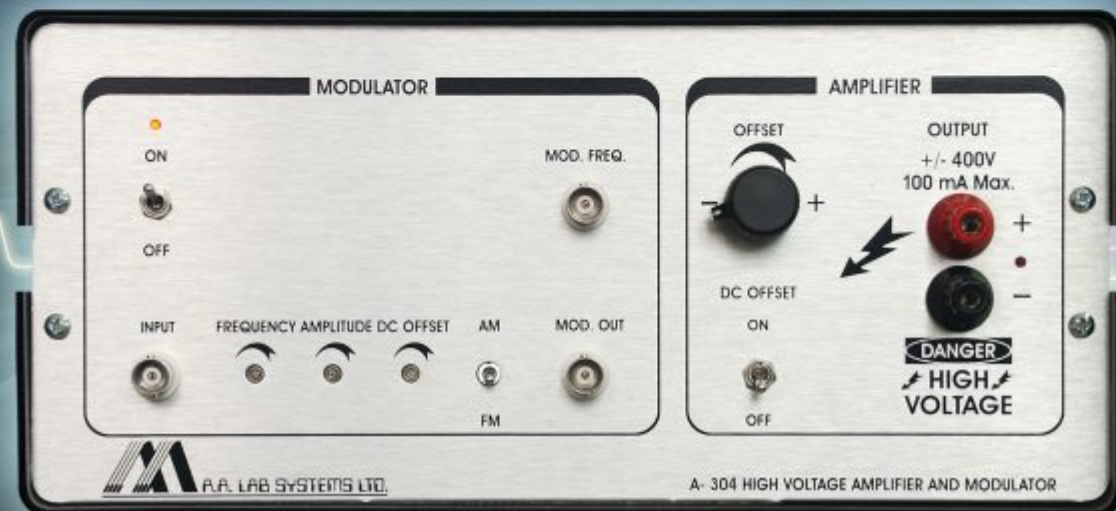 MODULATOR
ON
OFF
MOD. FREQ.
INPUT
FREQUENCY AMPLITUDE DC OFFSET
AM
FM
MOD. OUT
AMPLIFIER
OFFSET
- +
DC OFFSET
ON
OFF
OUTPUT
+/- 400V
100 mA Max.
+
-
DANGER
HIGH
VOLTAGE
A.A. LAB SYSTEMS LTD.
A- 304 HIGH VOLTAGE AMPLIFIER AND MODULATOR